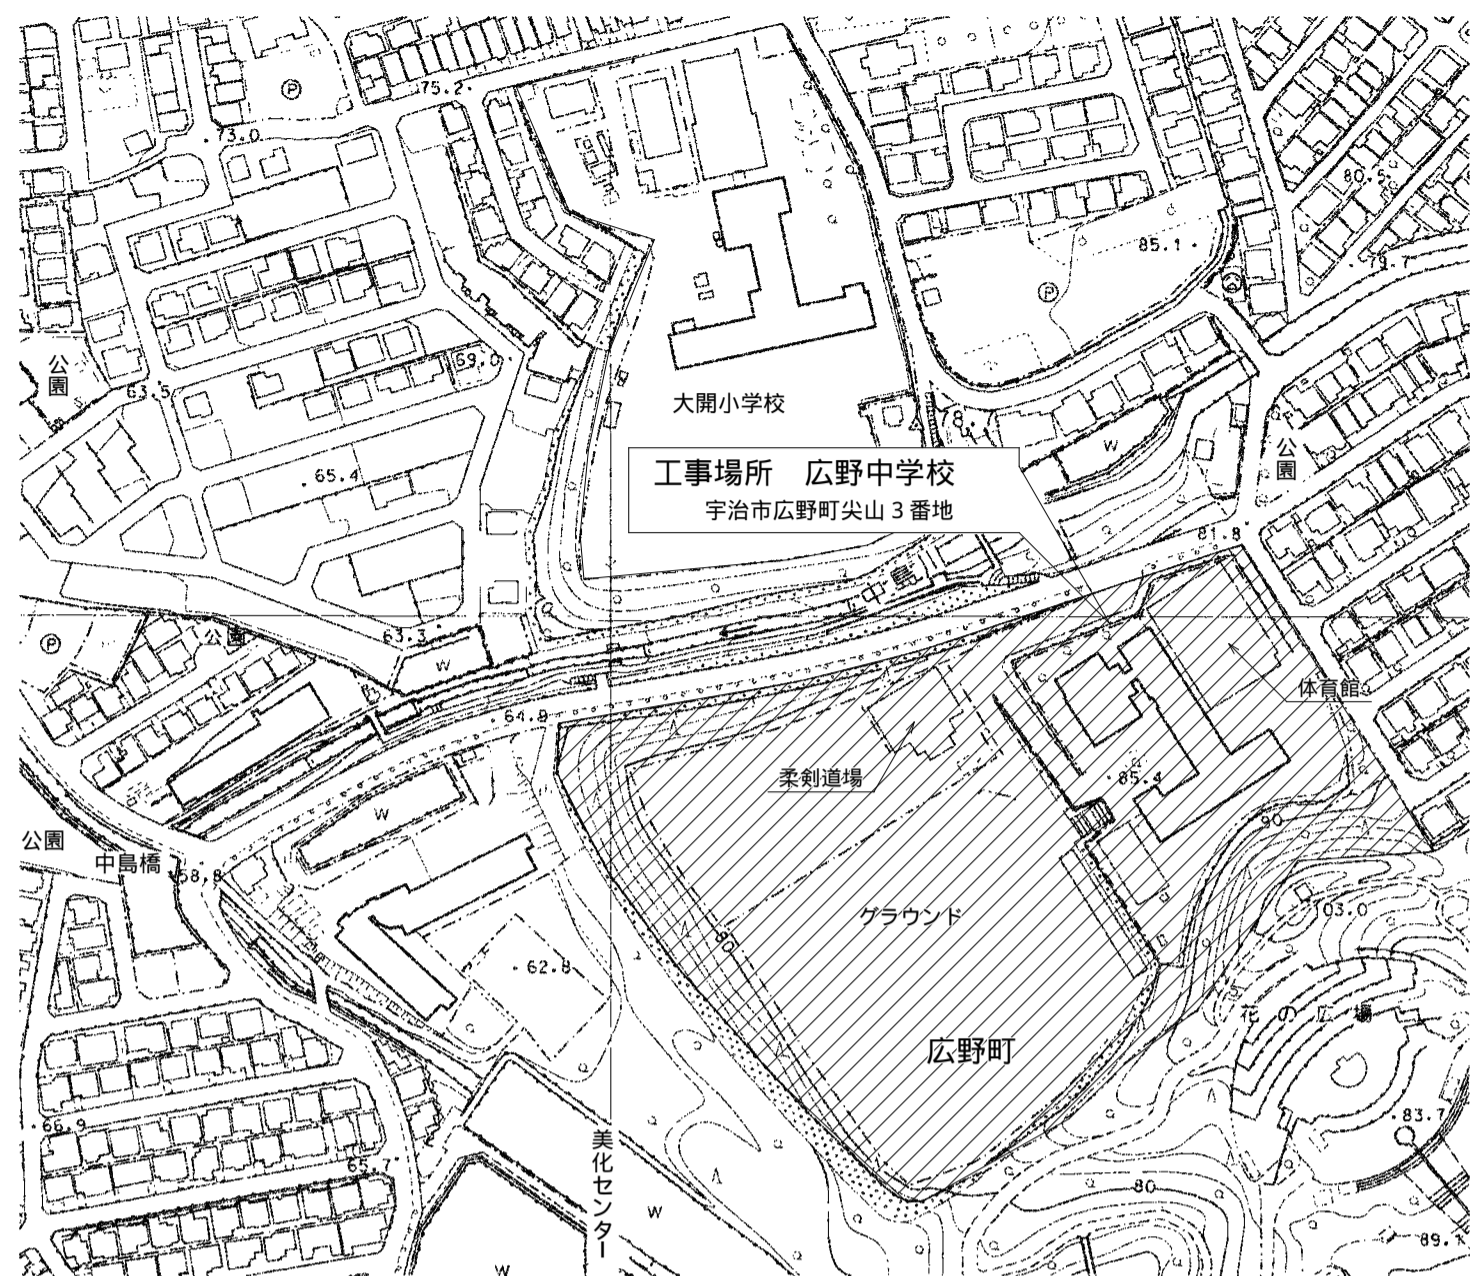 Ⓟ
75.2
73.0
80.5
85.1
79.7
Ⓟ
公園
69.0
63.5
大開小学校
78.7
W
公園
65.4
工事場所　広野中学校
宇治市広野町尖山3番地
81.8
中島
公園
63.3
Ⓟ
W
体育館
64.9
柔剣道場
85.4
W
90
公園
中島橋
58.8
103.0
グラウンド
80
62.8
花の広場
広野町
66.9
83.7
65.7
美化センター
80
W
W
89.1